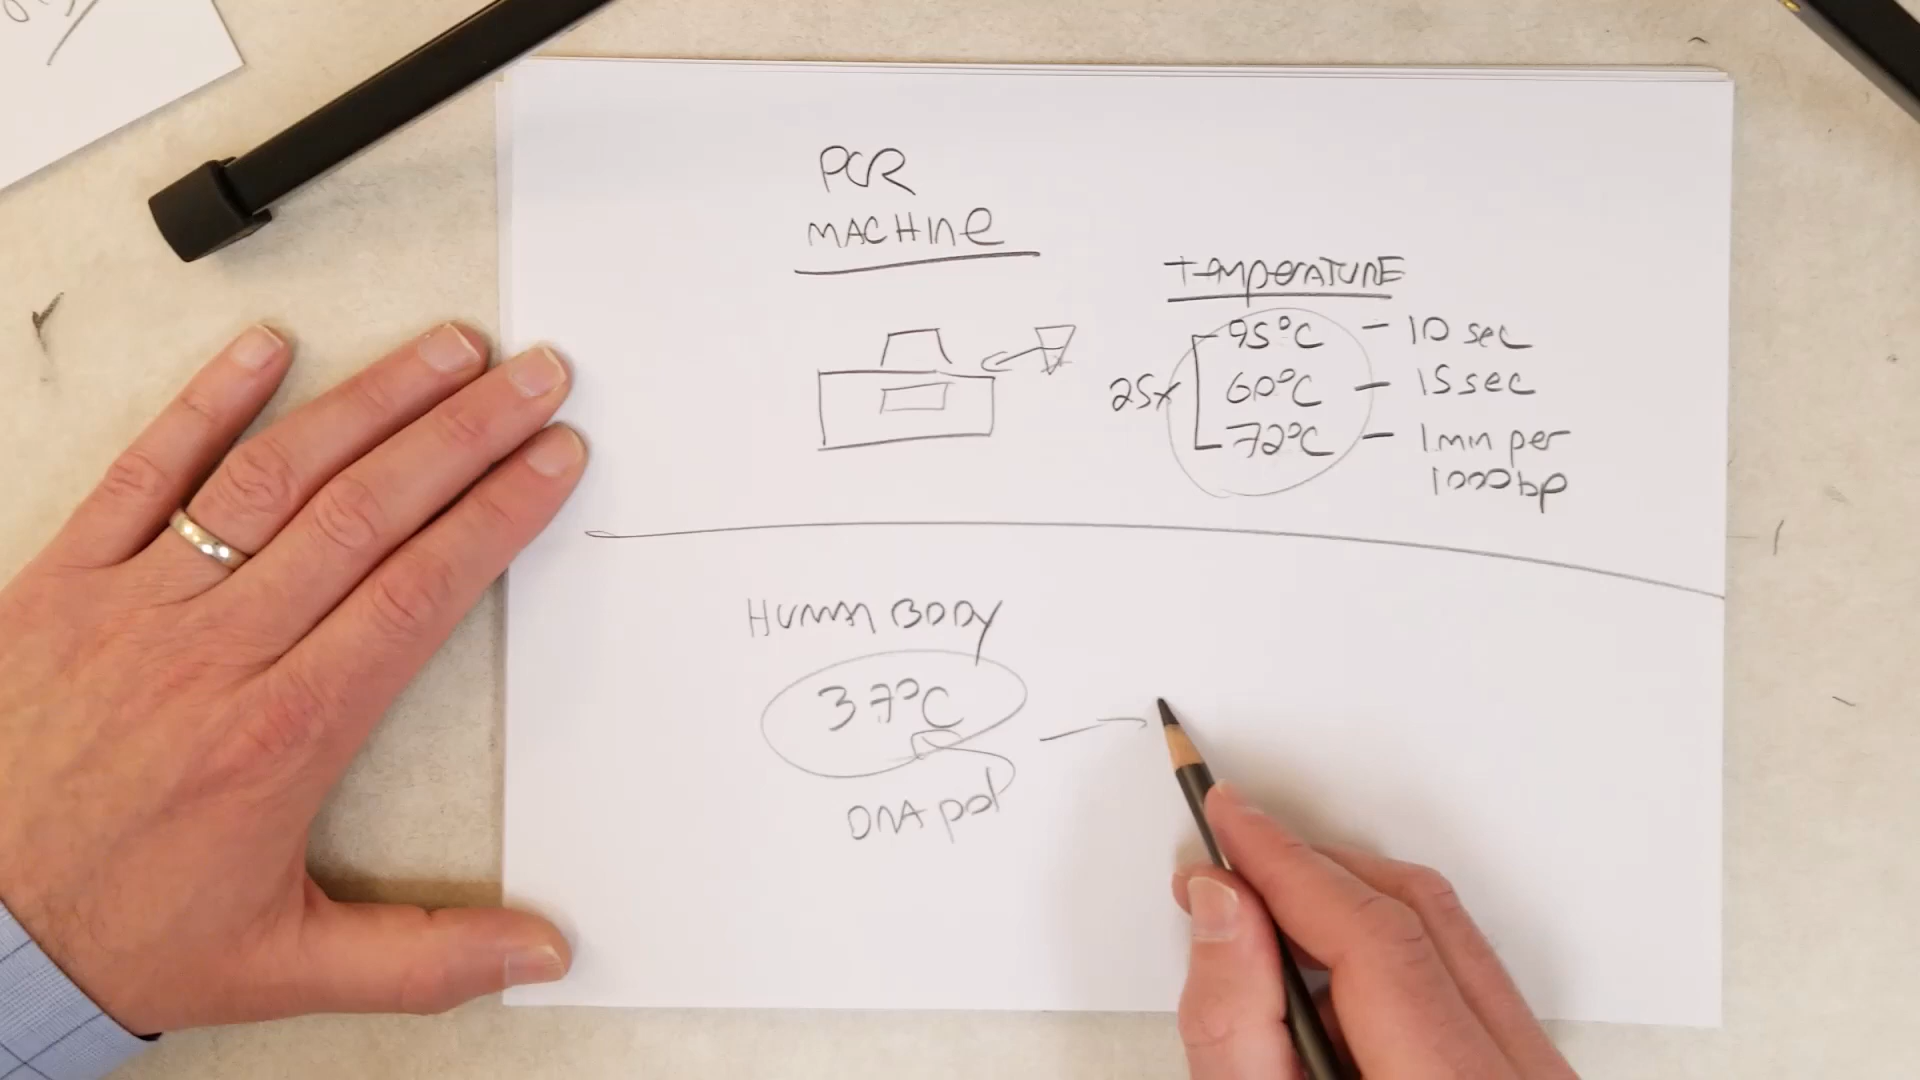 PCR
MACHINE
TEMPERATURE
95°C – 10 sec
25x 60°C – 15 sec
72°C – 1 min per
1000 bp
HUMAN BODY
37°C
DNA pol